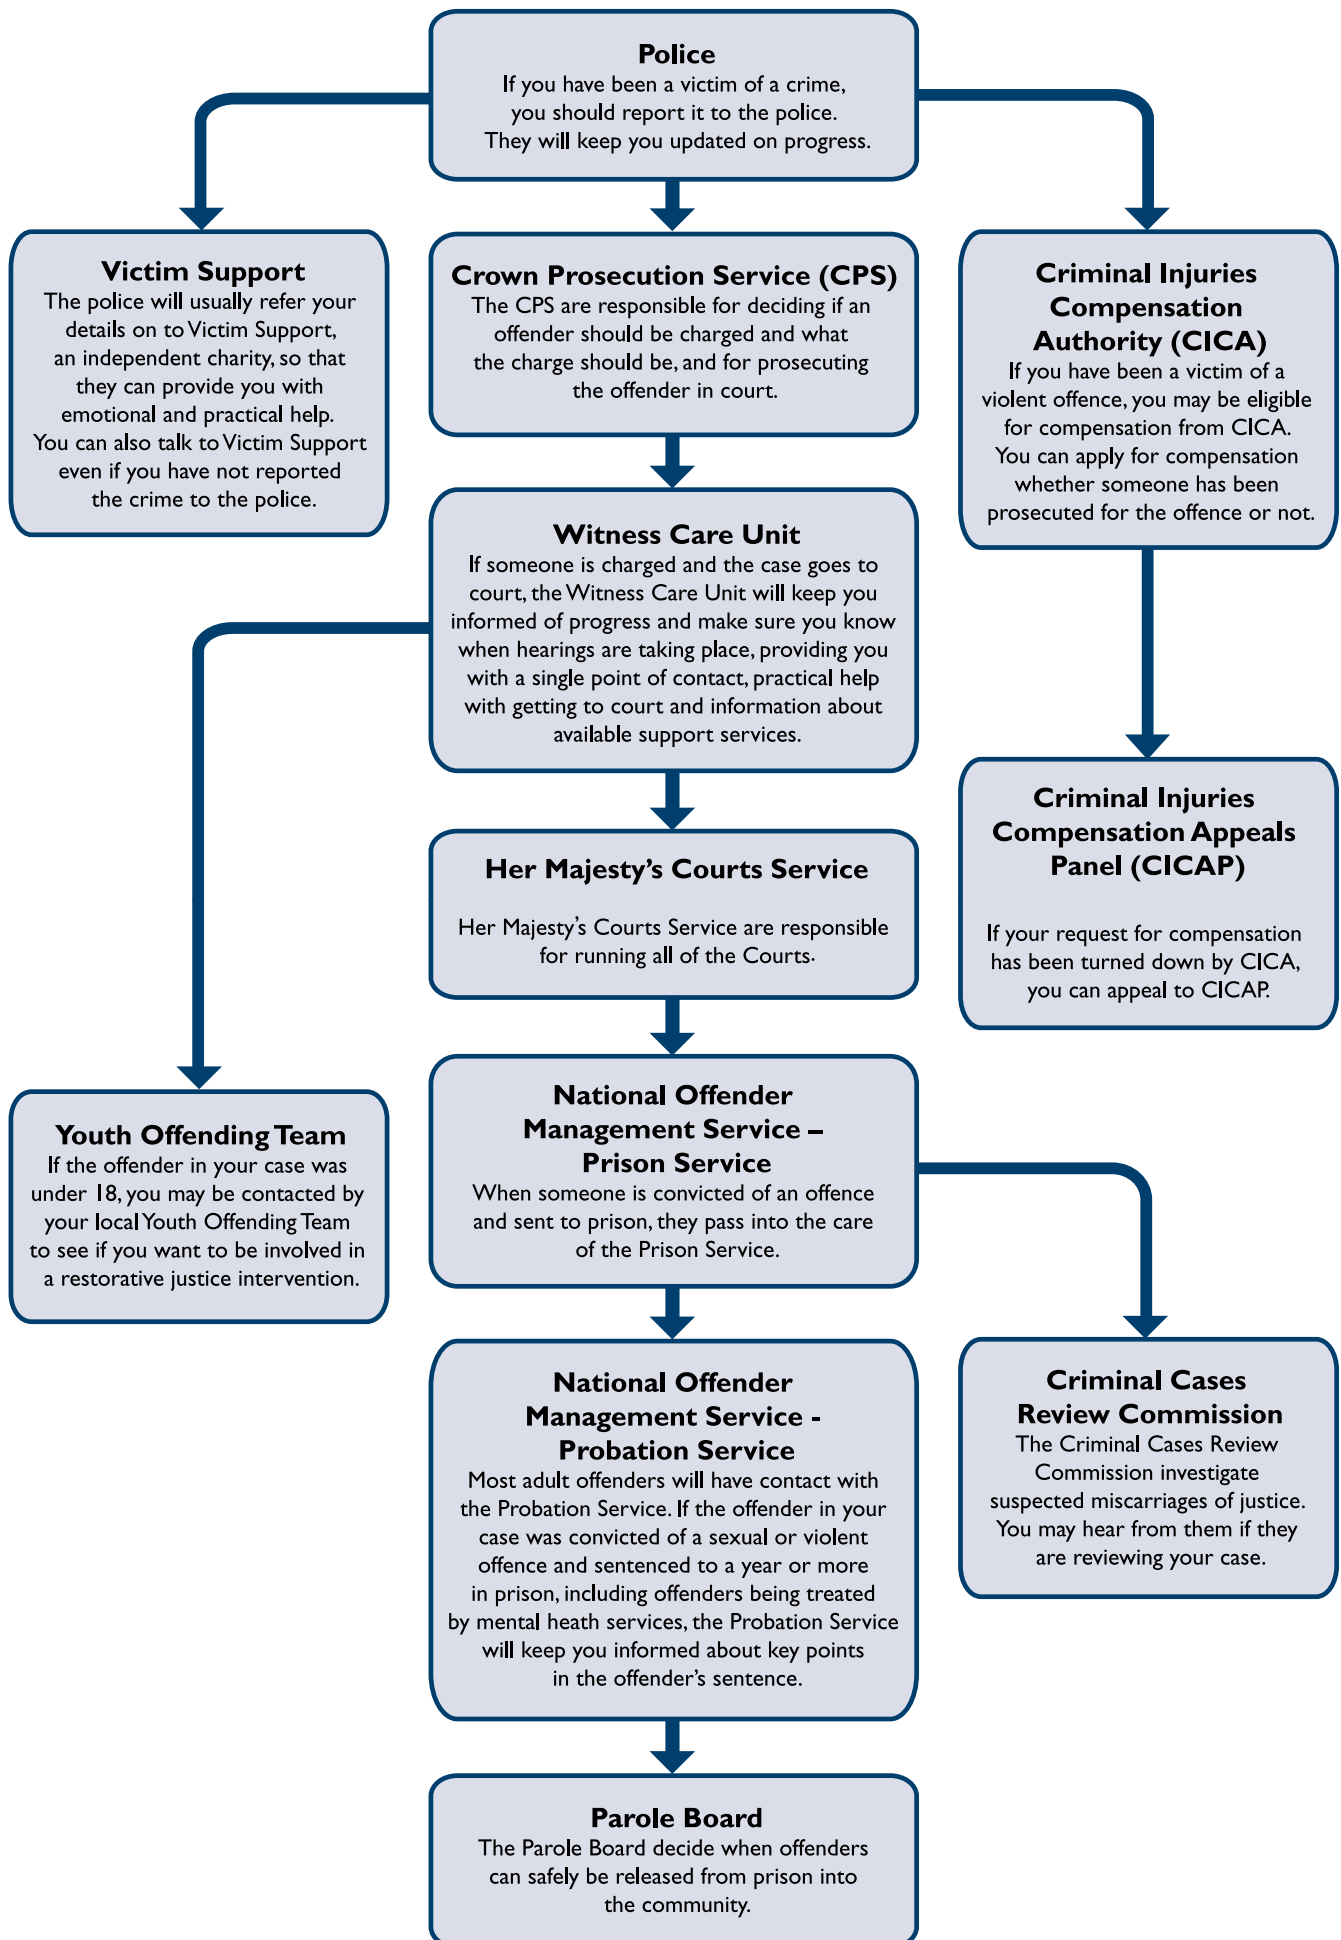 Police
If you have been a victim of a crime,
you should report it to the police.
They will keep you updated on progress.
Victim Support
The police will usually refer your
details on to Victim Support,
an independent charity, so that
they can provide you with
emotional and practical help.
You can also talk to Victim Support
even if you have not reported
the crime to the police.
Crown Prosecution Service (CPS)
The CPS are responsible for deciding if an
offender should be charged and what
the charge should be, and for prosecuting
the offender in court.
Criminal Injuries
Compensation
Authority (CICA)
If you have been a victim of a
violent offence, you may be eligible
for compensation from CICA.
You can apply for compensation
whether someone has been
prosecuted for the offence or not.
Witness Care Unit
If someone is charged and the case goes to
court, the Witness Care Unit will keep you
informed of progress and make sure you know
when hearings are taking place, providing you
with a single point of contact, practical help
with getting to court and information about
available support services.
Criminal Injuries
Compensation Appeals
Panel (CICAP)
If your request for compensation
has been turned down by CICA,
you can appeal to CICAP.
Her Majesty's Courts Service
Her Majesty's Courts Service are responsible
for running all of the Courts.
Youth Offending Team
If the offender in your case was
under 18, you may be contacted by
your local Youth Offending Team
to see if you want to be involved in
a restorative justice intervention.
National Offender
Management Service –
Prison Service
When someone is convicted of an offence
and sent to prison, they pass into the care
of the Prison Service.
National Offender
Management Service -
Probation Service
Most adult offenders will have contact with
the Probation Service. If the offender in your
case was convicted of a sexual or violent
offence and sentenced to a year or more
in prison, including offenders being treated
by mental heath services, the Probation Service
will keep you informed about key points
in the offender's sentence.
Criminal Cases
Review Commission
The Criminal Cases Review
Commission investigate
suspected miscarriages of justice.
You may hear from them if they
are reviewing your case.
Parole Board
The Parole Board decide when offenders
can safely be released from prison into
the community.